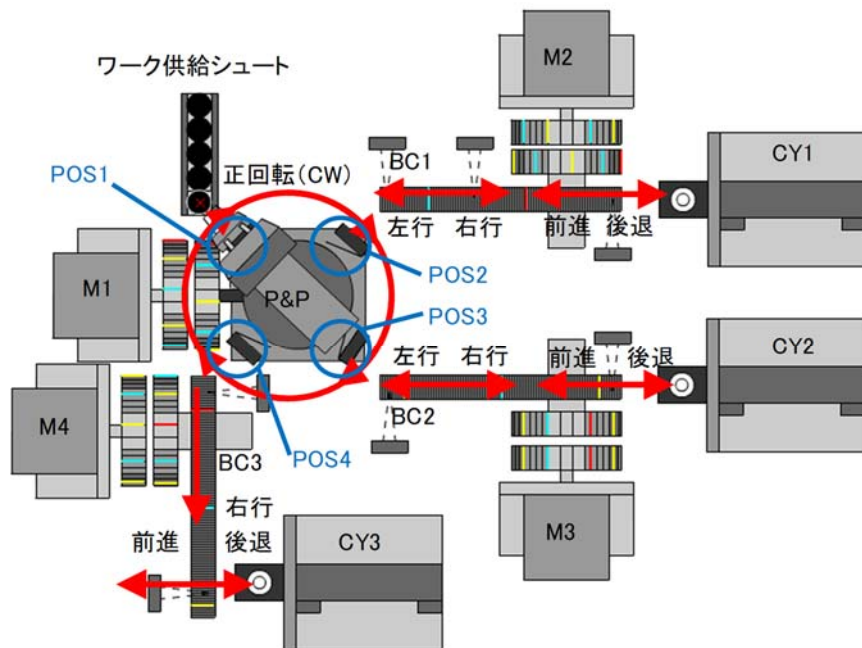 ワーク供給シュート
M2
POS1
正回転(CW)
BC1
CY1
左行
右行
前進
後退
POS2
M1
P&P
POS3
左行
右行
前進
後退
CY2
M4
BC2
BC3
POS4
右行
M3
前進
後退
CY3